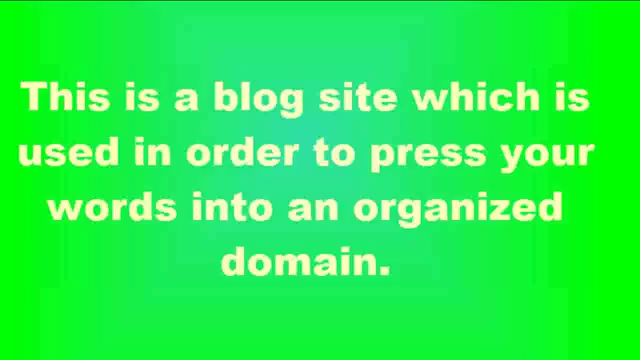 This is a blog site which is
used in order to press your
words into an organized
domain.